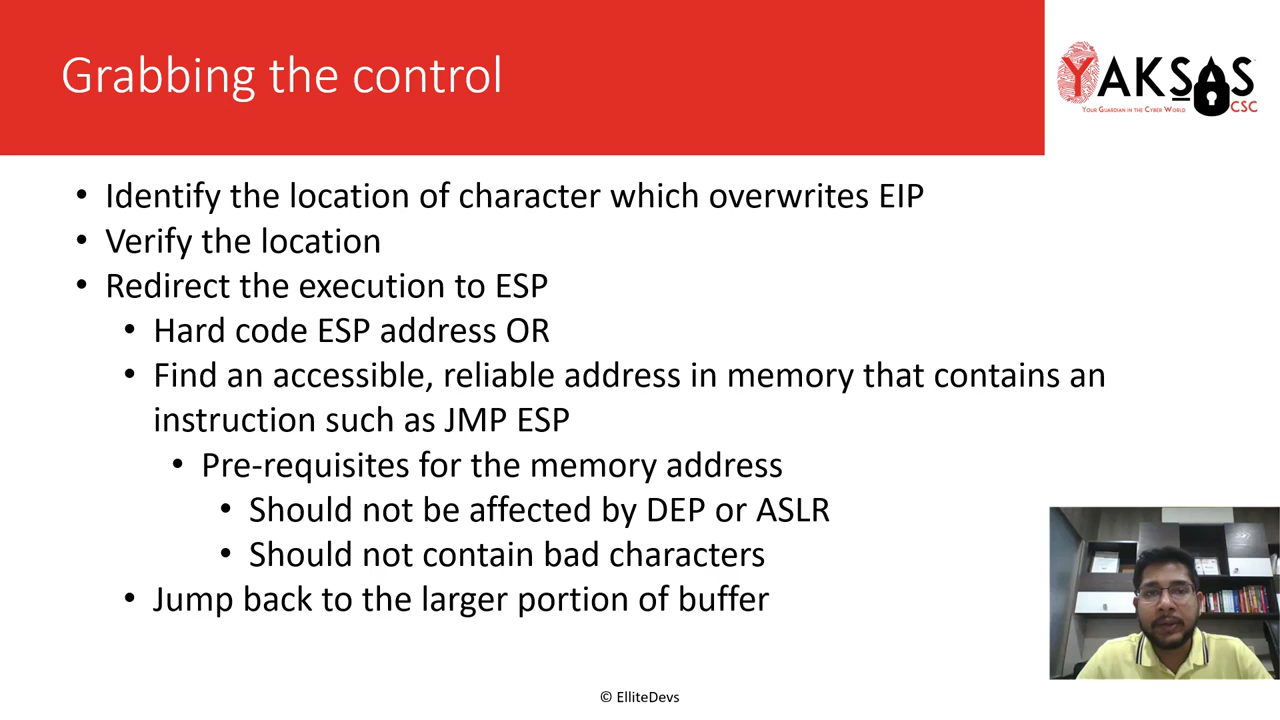 Grabbing the control
YAKSAS
CSC
YOUR GUARDIAN IN THE CYBER WORLD
• Identify the location of character which overwrites EIP
• Verify the location
• Redirect the execution to ESP
• Hard code ESP address OR
• Find an accessible, reliable address in memory that contains an
instruction such as JMP ESP
• Pre-requisites for the memory address
• Should not be affected by DEP or ASLR
• Should not contain bad characters
• Jump back to the larger portion of buffer
© ElliteDevs